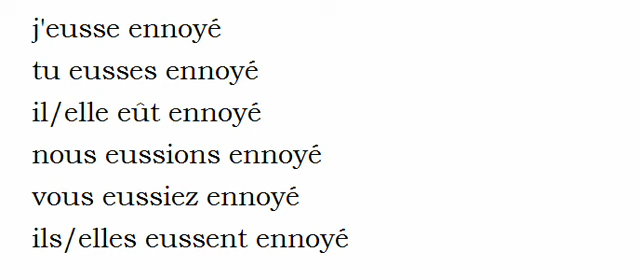 j'eusse ennoyé
tu eusses ennoyé
il/elle eût ennoyé
nous eussions ennoyé
vous eussiez ennoyé
ils/elles eussent ennoyé